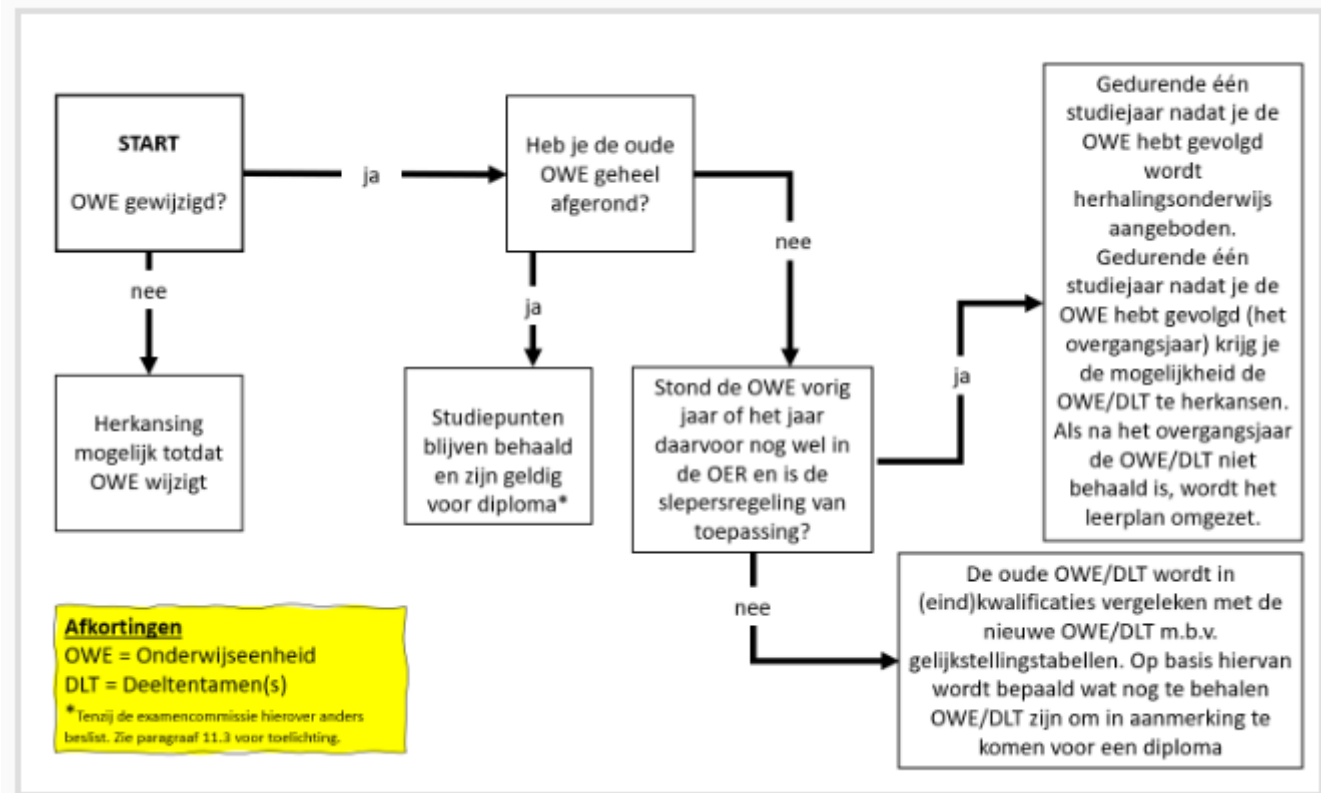 START
OWE gewijzigd?
ja
Heb je de oude
OWE geheel
afgerond?
nee
nee
ja
Herkansing
mogelijk totdat
OWE wijzigt
Studiepunten
blijven behaald
en zijn geldig
voor diploma*
Stond de OWE vorig
jaar of het jaar
daarvoor nog wel in
de OER en is de
slepersregeling van
toepassing?
ja
Gedurende één
studiejaar nadat je de
OWE hebt gevolgd
wordt
herhalingsonderwijs
aangeboden.
Gedurende één
studiejaar nadat je de
OWE hebt gevolgd (het
overgangsjaar) krijg je
de mogelijkheid de
OWE/DLT te herkansen.
Als na het overgangsjaar
de OWE/DLT niet
behaald is, wordt het
leerplan omgezet.
nee
De oude OWE/DLT wordt in
(eind)kwalificaties vergeleken met de
nieuwe OWE/DLT m.b.v.
gelijkstellingstabellen. Op basis hiervan
wordt bepaald wat nog te behalen
OWE/DLT zijn om in aanmerking te
komen voor een diploma
Afkortingen
OWE = Onderwijseenheid
DLT = Deeltentamen(s)
*Tenzij de examencommissie hierover anders
beslist. Zie paragraaf 11.3 voor toelichting.